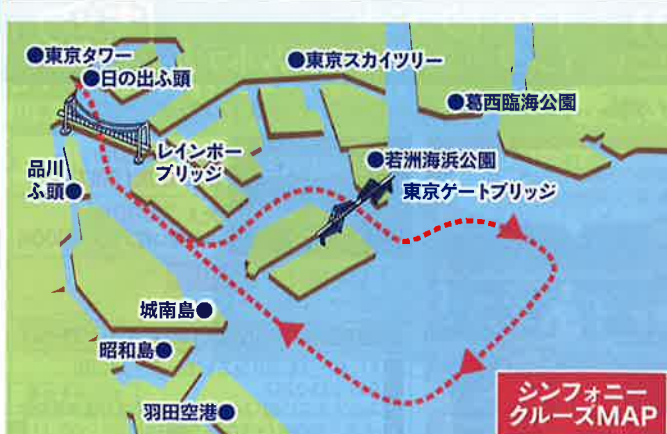 ●東京タワー
●日の出ふ頭
●東京スカイツリー
●葛西臨海公園
レインボー
ブリッジ
品川
ふ頭●
●若洲海浜公園
東京ゲートブリッジ
城南島●
昭和島●
羽田空港●
シンフォニー
クルーズMAP